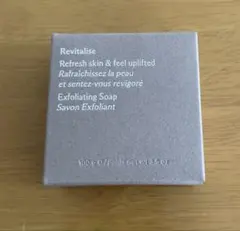 Revitalise
Refresh skin & feel uplifted
Rafraîchissez la peau
et sentez-vous revigoré
Exfoliating Soap
Savon Exfoliant